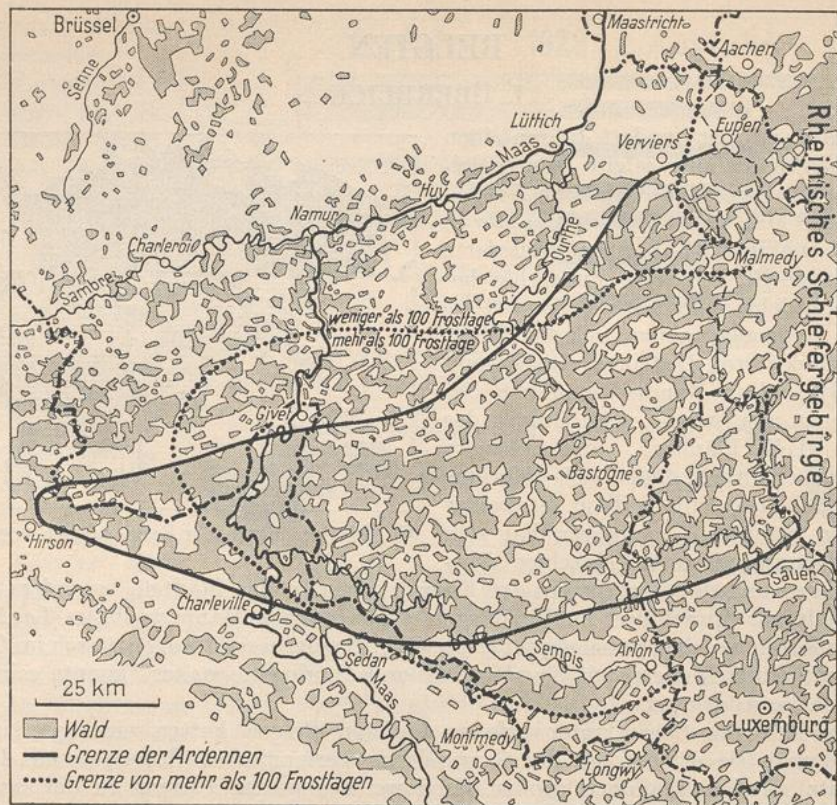 Brüssel
Maastricht
Aachen
Senne
Lüttich
Verviers
Eupen
Maas
Huy
Namur
Charleroi
Sambre
Ourthe
Malmedy
weniger als 100 Frosttage
mehr als 100 Frosttage
Rheinisches Schiefergebirge
Givet
Bastogne
Hirson
Sauer
Charleville
Sedan
Semois
Arlon
Maas
Luxemburg
Montmedy
Longwy
25 km
Wald
Grenze der Ardennen
Grenze von mehr als 100 Frosttagen